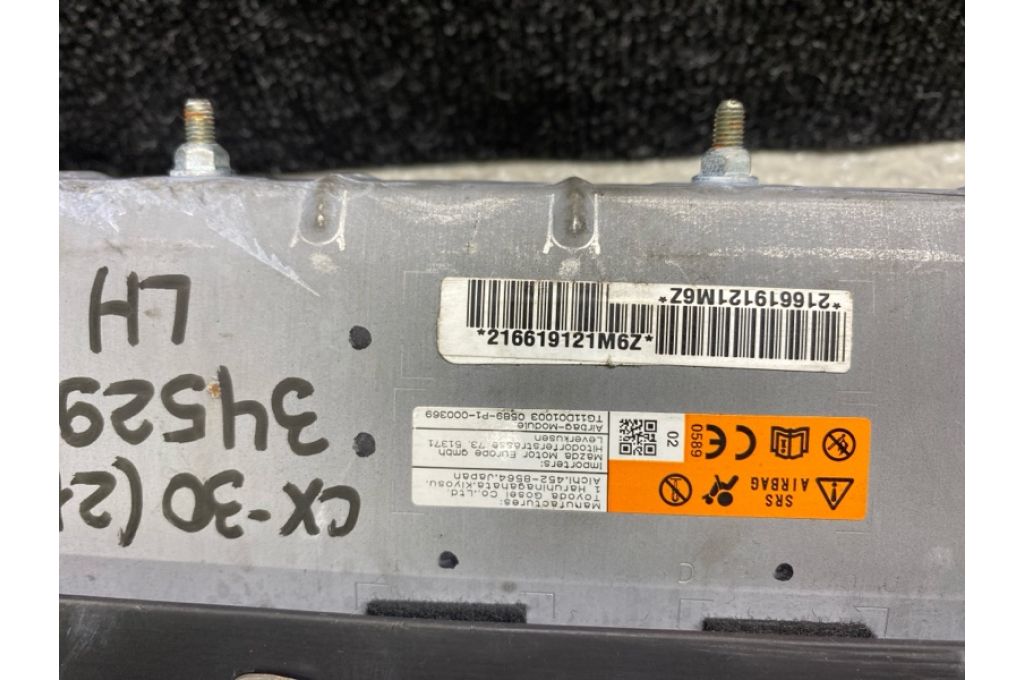 *216619121M6Z*
*216619121M6Z*
SRS
AIRBAG
0589
02
Manufactures:
Toyoda Gosei Co.,Ltd.
1 Haruhinagahata,Kiyosu,
Aichi,452-8564,Japan
Importers:
Mazda Motor Europe gmbh
Hitdorferstrasse 73, 51371
Leverkusen
Airbag-Module
TG11D01003 0589-P1-000369
CX-30 (2
34529
LH
D